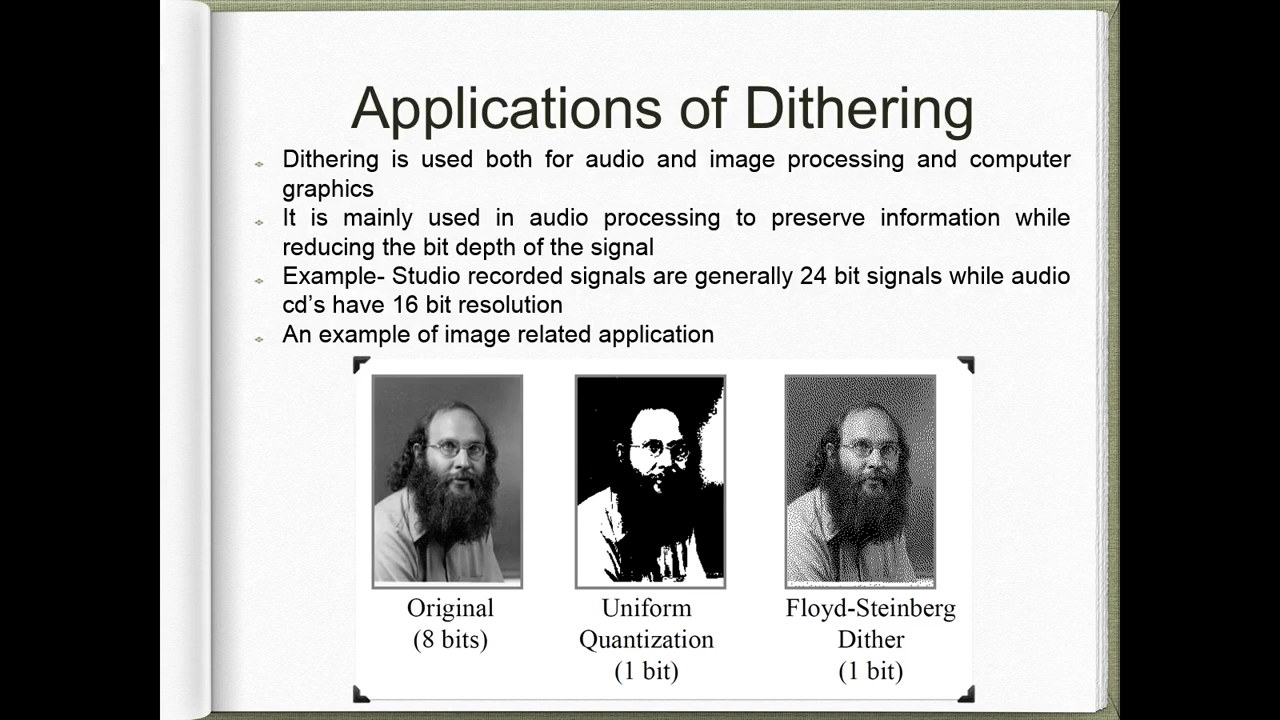 Applications of Dithering
Dithering is used both for audio and image processing and computer
graphics
It is mainly used in audio processing to preserve information while
reducing the bit depth of the signal
Example- Studio recorded signals are generally 24 bit signals while audio
cd's have 16 bit resolution
An example of image related application
Original
(8 bits)
Uniform
Quantization
(1 bit)
Floyd-Steinberg
Dither
(1 bit)